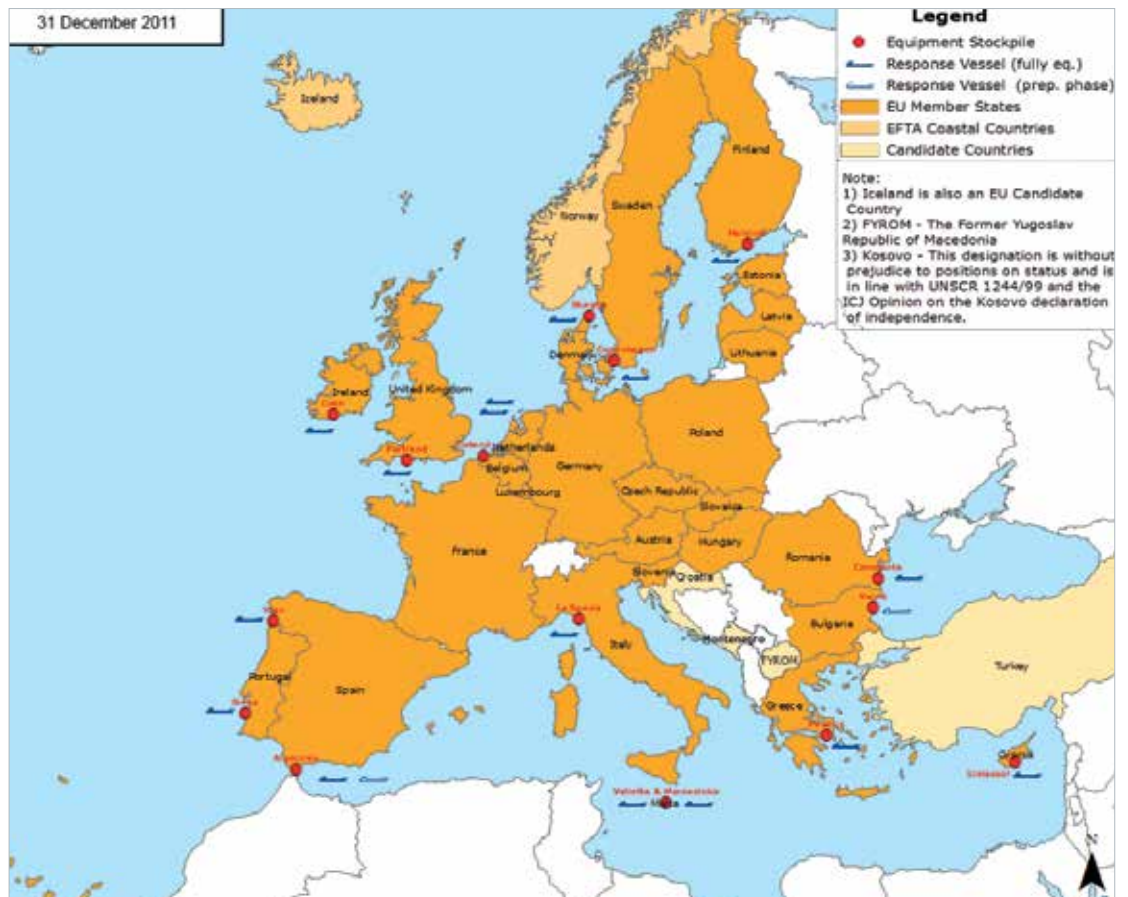 31 December 2011
Legend
Equipment Stockpile
Response Vessel (fully eq.)
Response Vessel (prep. phase)
EU Member States
EFTA Coastal Countries
Candidate Countries
Note:
1) Iceland is also an EU Candidate
Country
2) FYROM - The Former Yugoslav
Republic of Macedonia
3) Kosovo - This designation is without
prejudice to positions on status and is
in line with UNSCR 1244/99 and the
ICJ Opinion on the Kosovo declaration
of independence.
Iceland
Finland
Sweden
Norway
Estonia
Latvia
Denmark
Lithuania
Ireland
United Kingdom
Poland
Portland
Netherlands
Belgium
Germany
Luxembourg
Czech Republic
Slovakia
Austria
Hungary
France
Romania
Slovenia
Croatia
La Spezia
Italy
Bulgaria
Montenegro
FYROM
Turkey
Portugal
Spain
Greece
Valletta & Marsaxlokk
Malta
N